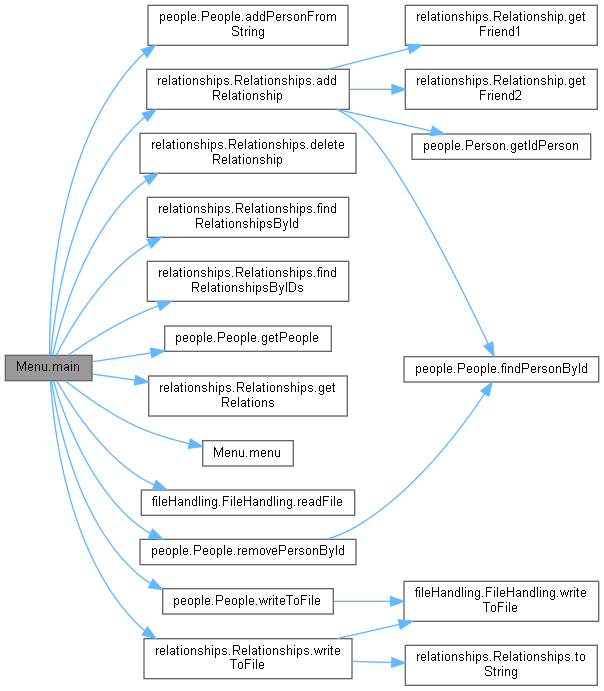 people.People.addPersonFrom
String
relationships.Relationship.get
Friend1
relationships.Relationships.add
Relationship
relationships.Relationship.get
Friend2
relationships.Relationships.delete
Relationship
people.Person.getIdPerson
relationships.Relationships.find
RelationshipsById
relationships.Relationships.find
RelationshipsByIDs
people.People.getPeople
Menu.main
people.People.findPersonById
relationships.Relationships.get
Relations
Menu.menu
fileHandling.FileHandling.readFile
people.People.removePersonById
people.People.writeToFile
fileHandling.FileHandling.write
ToFile
relationships.Relationships.write
ToFile
relationships.Relationships.to
String